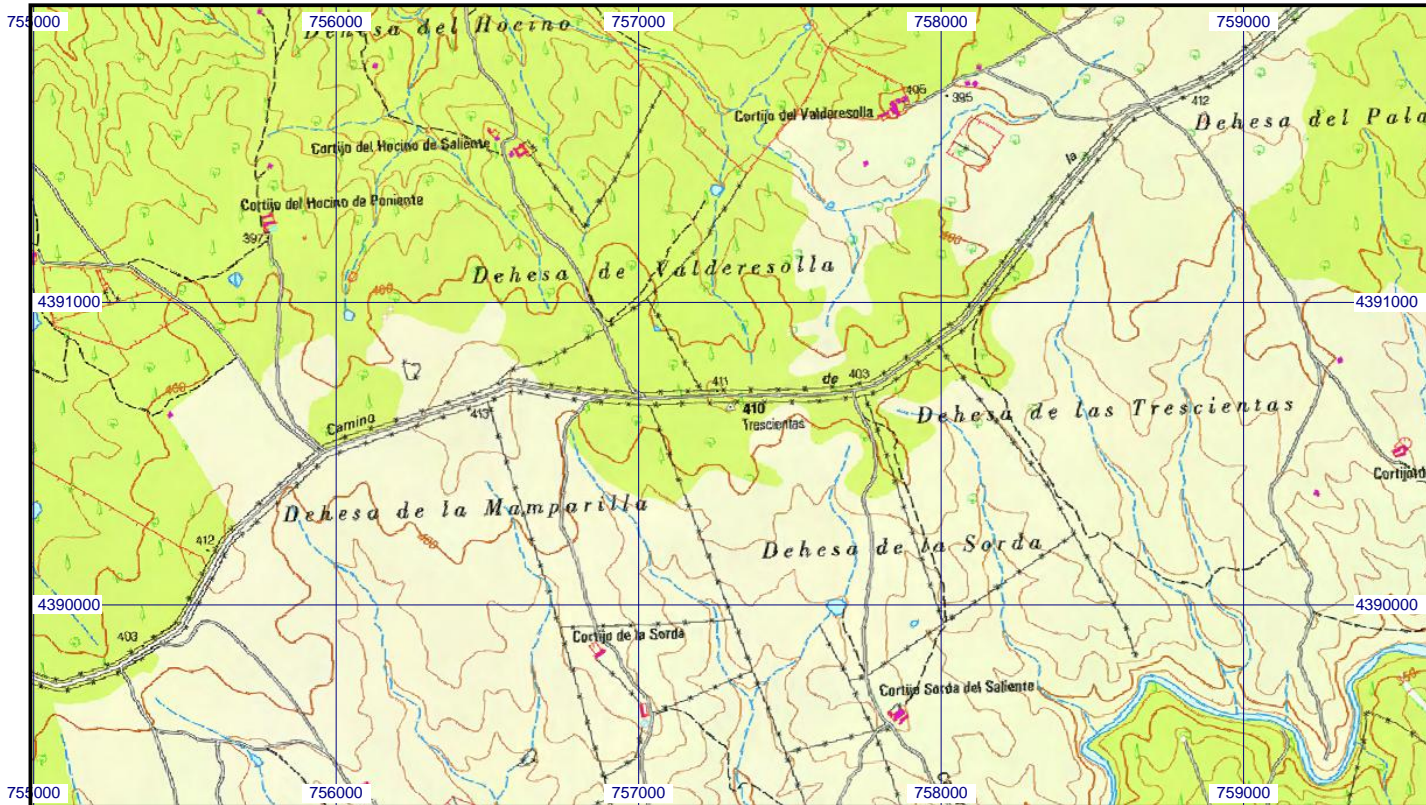 755000
756000
757000
758000
759000
Dehesa del Hocino
405
395
Cortijo del Valderesolla
412
Dehesa del Pala
Cortijo del Hocino de Saliente
la
Cortijo del Hocino de Poniente
397
400
Dehesa de Valderesolla
400
4391000
4391000
400
411
de
403
413
410
Trescientas
Dehesa de las Trescientas
Camino
Cortijo
Dehesa de la Mamparilla
400
412
Dehesa de la Sorda
4390000
4390000
403
Cortijo de la Sorda
350
Cortijo Sorda del Saliente
755000
756000
757000
758000
759000